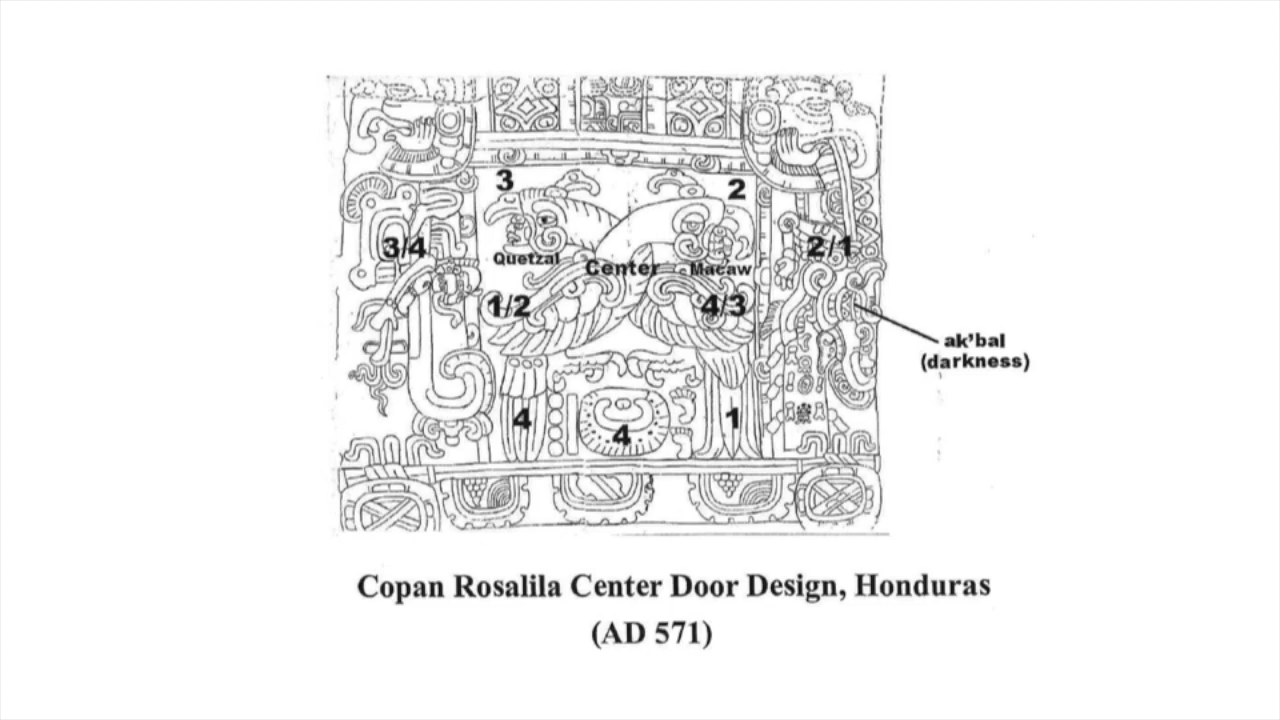 3
2
3/4
2/1
Quetzal
Center
Macaw
1/2
4/3
ak’bal
(darkness)
4
4
1
Copan Rosalila Center Door Design, Honduras
(AD 571)